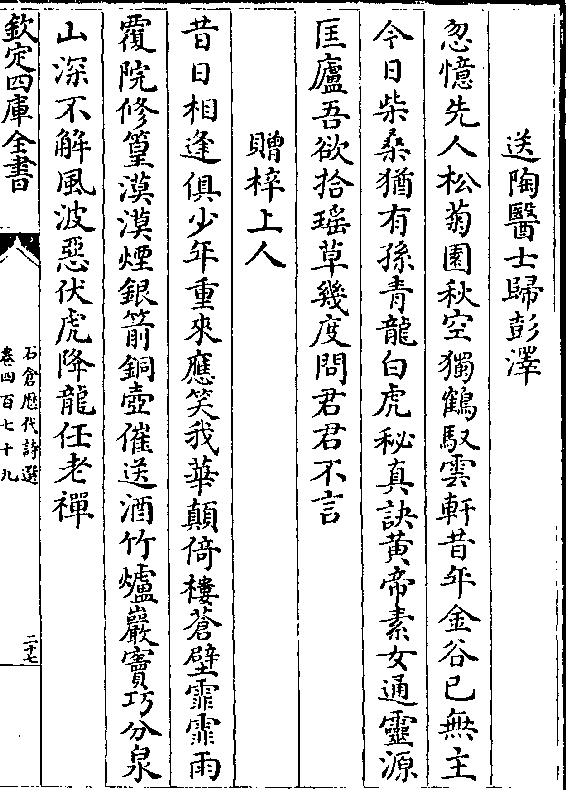 送陶醫士歸彭澤
忽憶先人松菊園秋空獨鶴馭雲軒昔年金谷已無主
今日柴桑猶有孫青龍白虎秘真訣黄帝素女通靈源
匡廬吾欲拾瑶草幾度問君君不言
贈梓上人
昔日相逢俱少年重來應笑我華顛倚樓蒼壁霏霏雨
覆院修篁漠漠煙銀箭銅壺催送酒竹爐巖竇巧分泉
山深不解風波惡伏虎降龍任老禪
欽定四庫全書
石倉歷代詩選
卷四百七十九
二十七